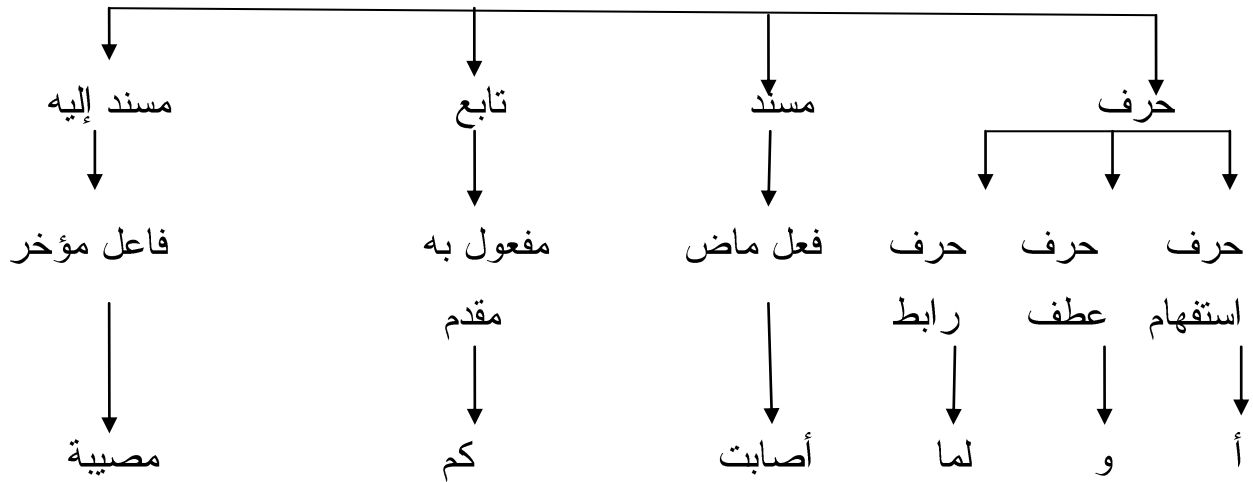 حرف مسند تابع مسند إليه
حرف حرف حرف فعل ماض مفعول به فاعل مؤخر
استفهام عطف رابط مقدم
أ و لما أصابت كم مصيبة